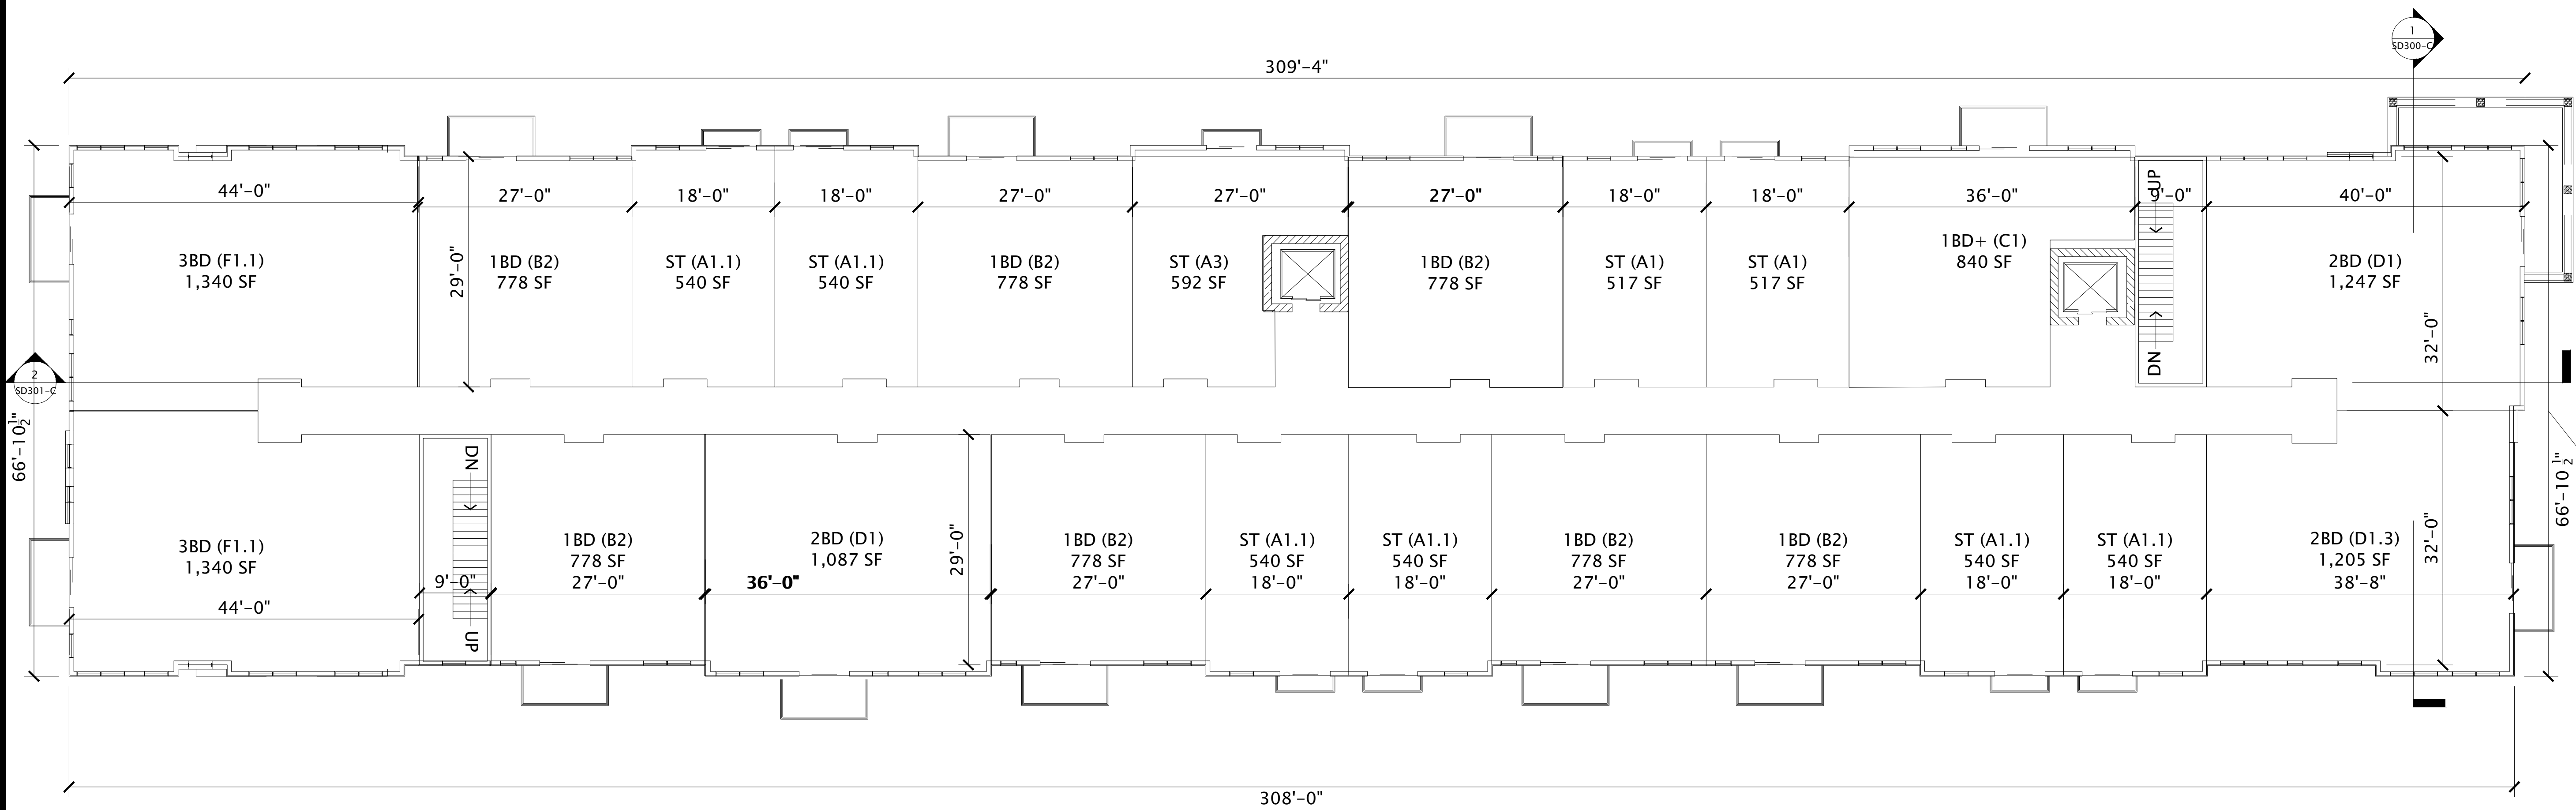 1
SD300-C
309'-4"
44'-0"
27'-0"
18'-0"
18'-0"
27'-0"
27'-0"
27'-0"
18'-0"
18'-0"
36'-0"
9'-0"
40'-0"
UP
DN
3BD (F1.1)
1,340 SF
29'-0"
1BD (B2)
778 SF
ST (A1.1)
540 SF
ST (A1.1)
540 SF
1BD (B2)
778 SF
ST (A3)
592 SF
1BD (B2)
778 SF
ST (A1)
517 SF
ST (A1)
517 SF
1BD+ (C1)
840 SF
2BD (D1)
1,247 SF
32'-0"
2
SD301-C
66'-10 1/2"
66'-10 1/2"
DN
UP
3BD (F1.1)
1,340 SF
44'-0"
9'-0"
1BD (B2)
778 SF
27'-0"
2BD (D1)
1,087 SF
36'-0"
29'-0"
1BD (B2)
778 SF
27'-0"
ST (A1.1)
540 SF
18'-0"
ST (A1.1)
540 SF
18'-0"
1BD (B2)
778 SF
27'-0"
1BD (B2)
778 SF
27'-0"
ST (A1.1)
540 SF
18'-0"
ST (A1.1)
540 SF
18'-0"
2BD (D1.3)
1,205 SF
38'-8"
32'-0"
308'-0"